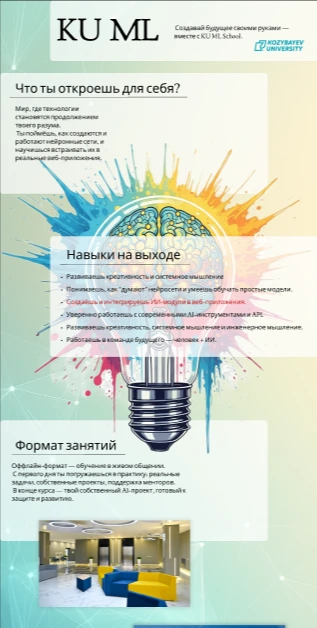 KU ML
Создавай будущее своими руками —
вместе с KU ML School.
KOZYBAYEV
UNIVERSITY
Что ты откроешь для себя?
Мир, где технологии
становятся продолжением
твоего разума.
Ты поймёшь, как создаются и
работают нейронные сети, и
научишься встраивать их в
реальные веб-приложения.
Навыки на выходе
• Развиваешь креативность и системное мышление
• Понимаешь, как "думают" нейросети и умеешь обучать простые модели.
• Создаёшь и интегрируешь ИИ-модули в веб-приложения.
• Уверенно работаешь с современными AI-инструментами и API.
• Развиваешь креативность, системное мышление и инженерное мышление.
• Работаешь в команде будущего — человек + ИИ.
Формат занятий
Оффлайн-формат — обучение в живом общении.
С первого дня ты погружаешься в практику: реальные
задачи, собственные проекты, поддержка менторов.
В конце курса — твой собственный AI-проект, готовый к
защите и развитию.